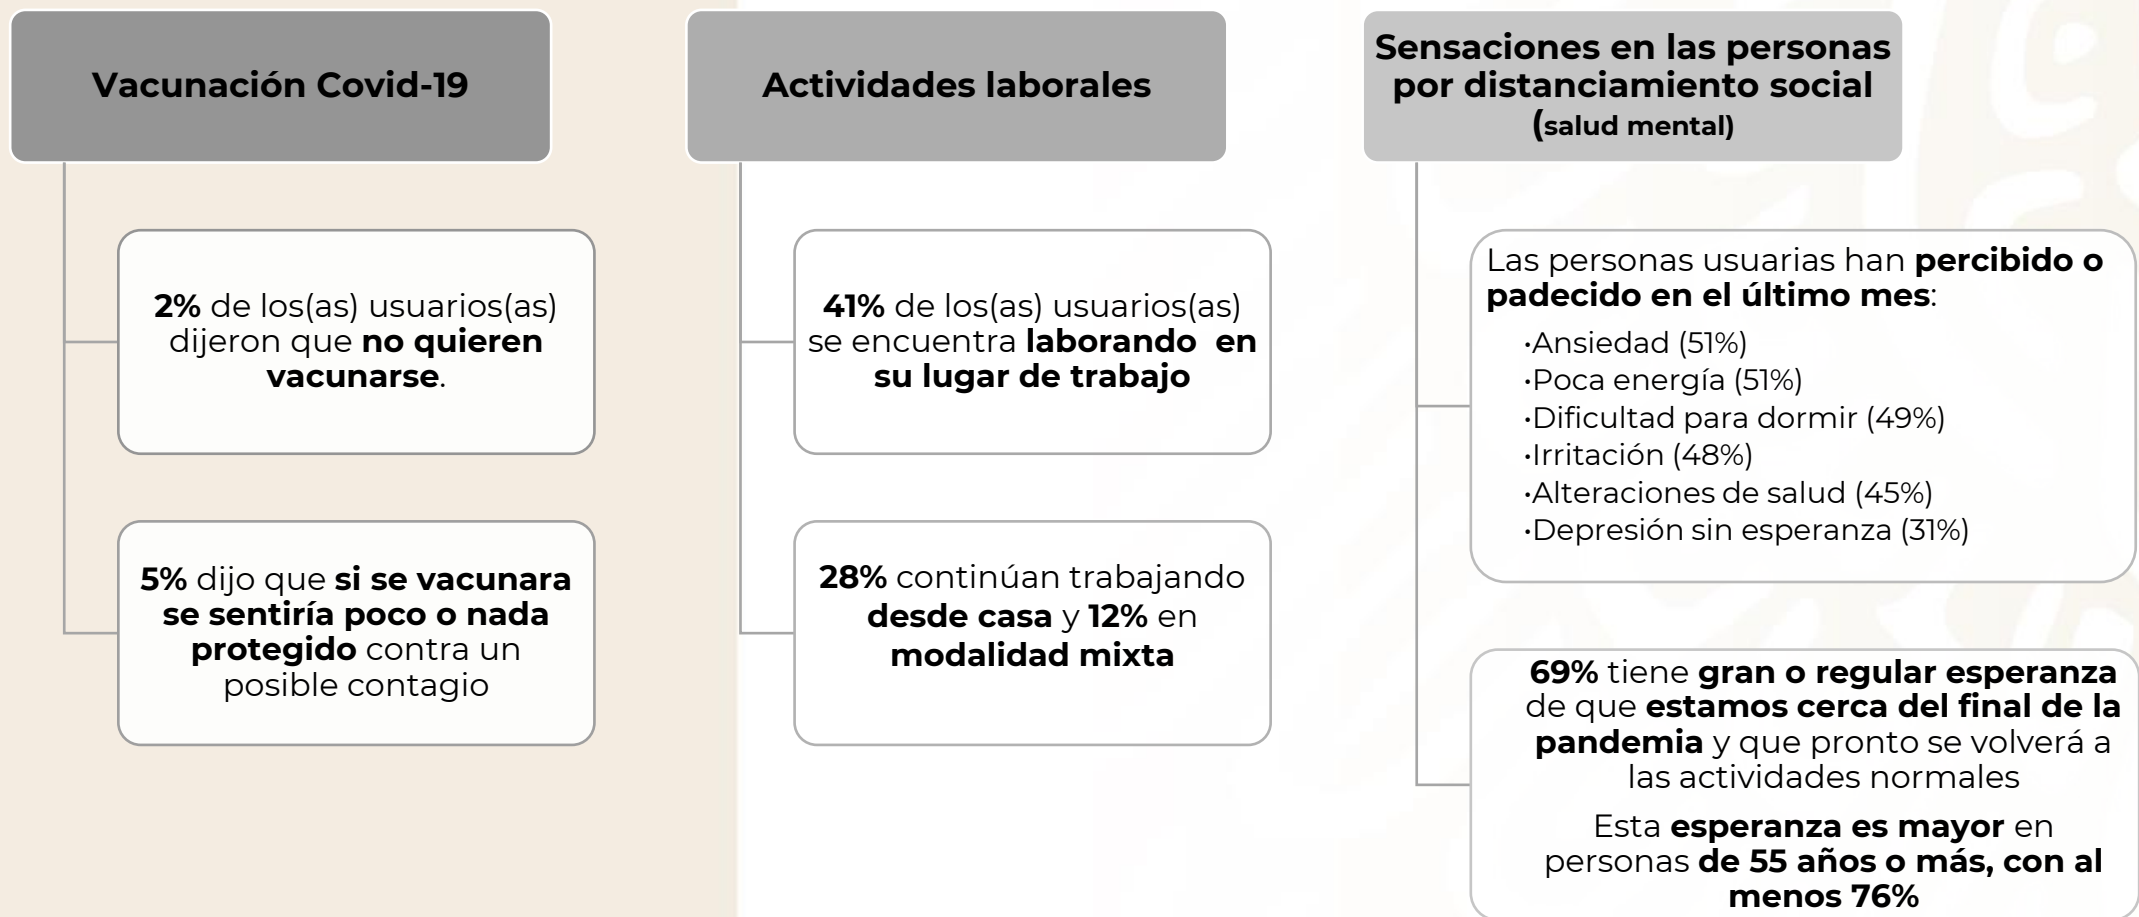 Vacunación Covid-19
2% de los(as) usuarios(as)
dijeron que no quieren
vacunarse.
5% dijo que si se vacunara
se sentiría poco o nada
protegido contra un
posible contagio
Actividades laborales
41% de los(as) usuarios(as)
se encuentra laborando  en
su lugar de trabajo
28% continúan trabajando
desde casa y 12% en
modalidad mixta
Sensaciones en las personas
por distanciamiento social
(salud mental)
Las personas usuarias han percibido o
padecido en el último mes:
·Ansiedad (51%)
·Poca energía (51%)
·Dificultad para dormir (49%)
·Irritación (48%)
·Alteraciones de salud (45%)
·Depresión sin esperanza (31%)
69% tiene gran o regular esperanza
de que estamos cerca del final de la
pandemia y que pronto se volverá a
las actividades normales
Esta esperanza es mayor en
personas de 55 años o más, con al
menos 76%